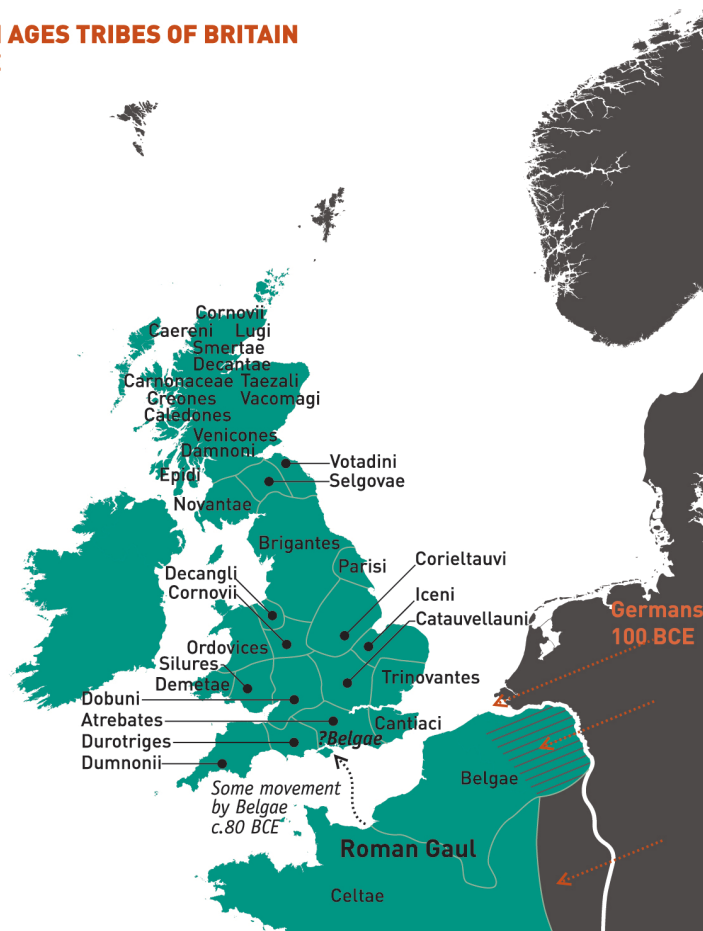 AGES TRIBES OF BRITAIN
Cornovii
Caereni Lugi
Smertae
Decantae
Carnonaceae Taezali
Creones Vacomagi
Caledones
Venicones
Damnoni
Votadini
Epidi
Selgovae
Novantae
Brigantes
Parisi
Corieltauvi
Decangli
Cornovii
Iceni
Catauvellauni
Germans
100 BCE
Ordovices
Silures
Demetae
Trinovantes
Dobuni
Atrebates
Cantiaci
Durotriges
?Belgae
Dumnonii
Belgae
Some movement
by Belgae
c.80 BCE
Roman Gaul
Celtae